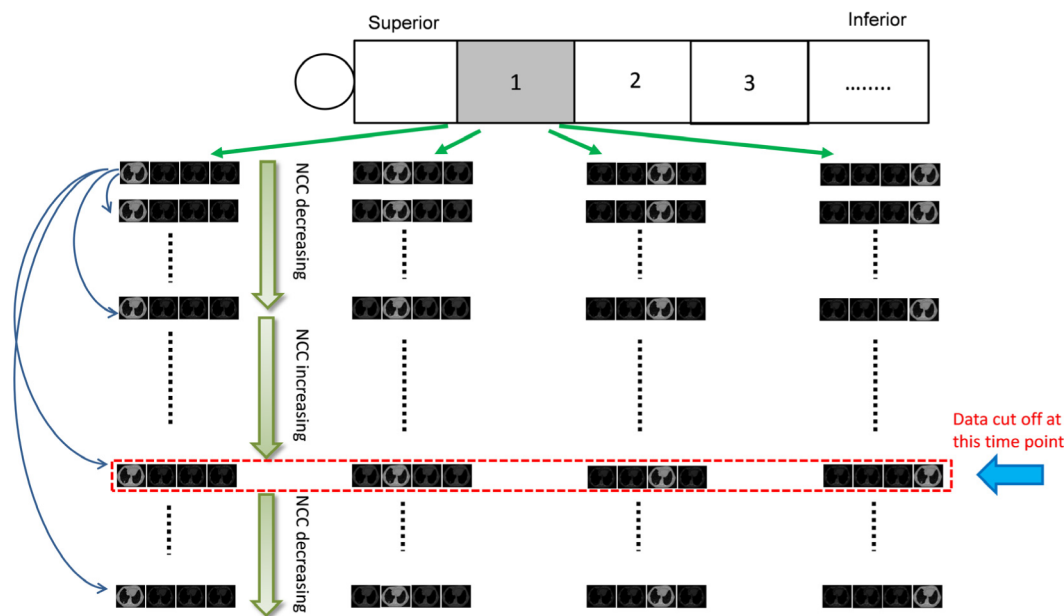 Superior
Inferior
1
2
3
........
NCC decreasing
NCC increasing
Data cut off at
this time point
NCC decreasing